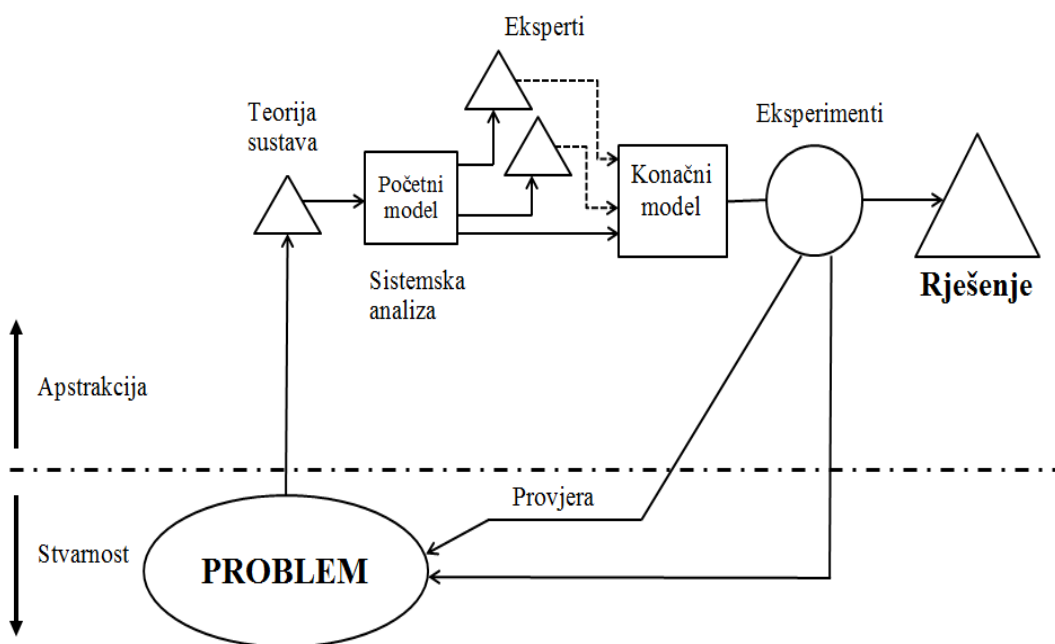 Eksperti
Teorija
sustava
Eksperimenti
Početni
model
Konačni
model
Sistemska
analiza
Rješenje
Apstrakcija
Provjera
Stvarnost
PROBLEM